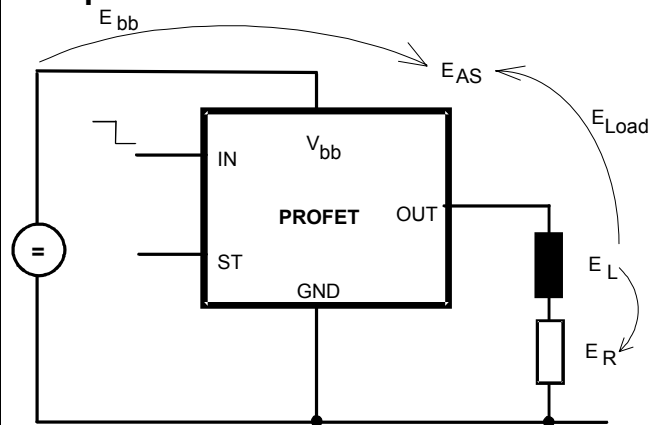 E bb
E AS
E Load
V bb
IN
PROFET
OUT
=
ST
GND
E L
E R